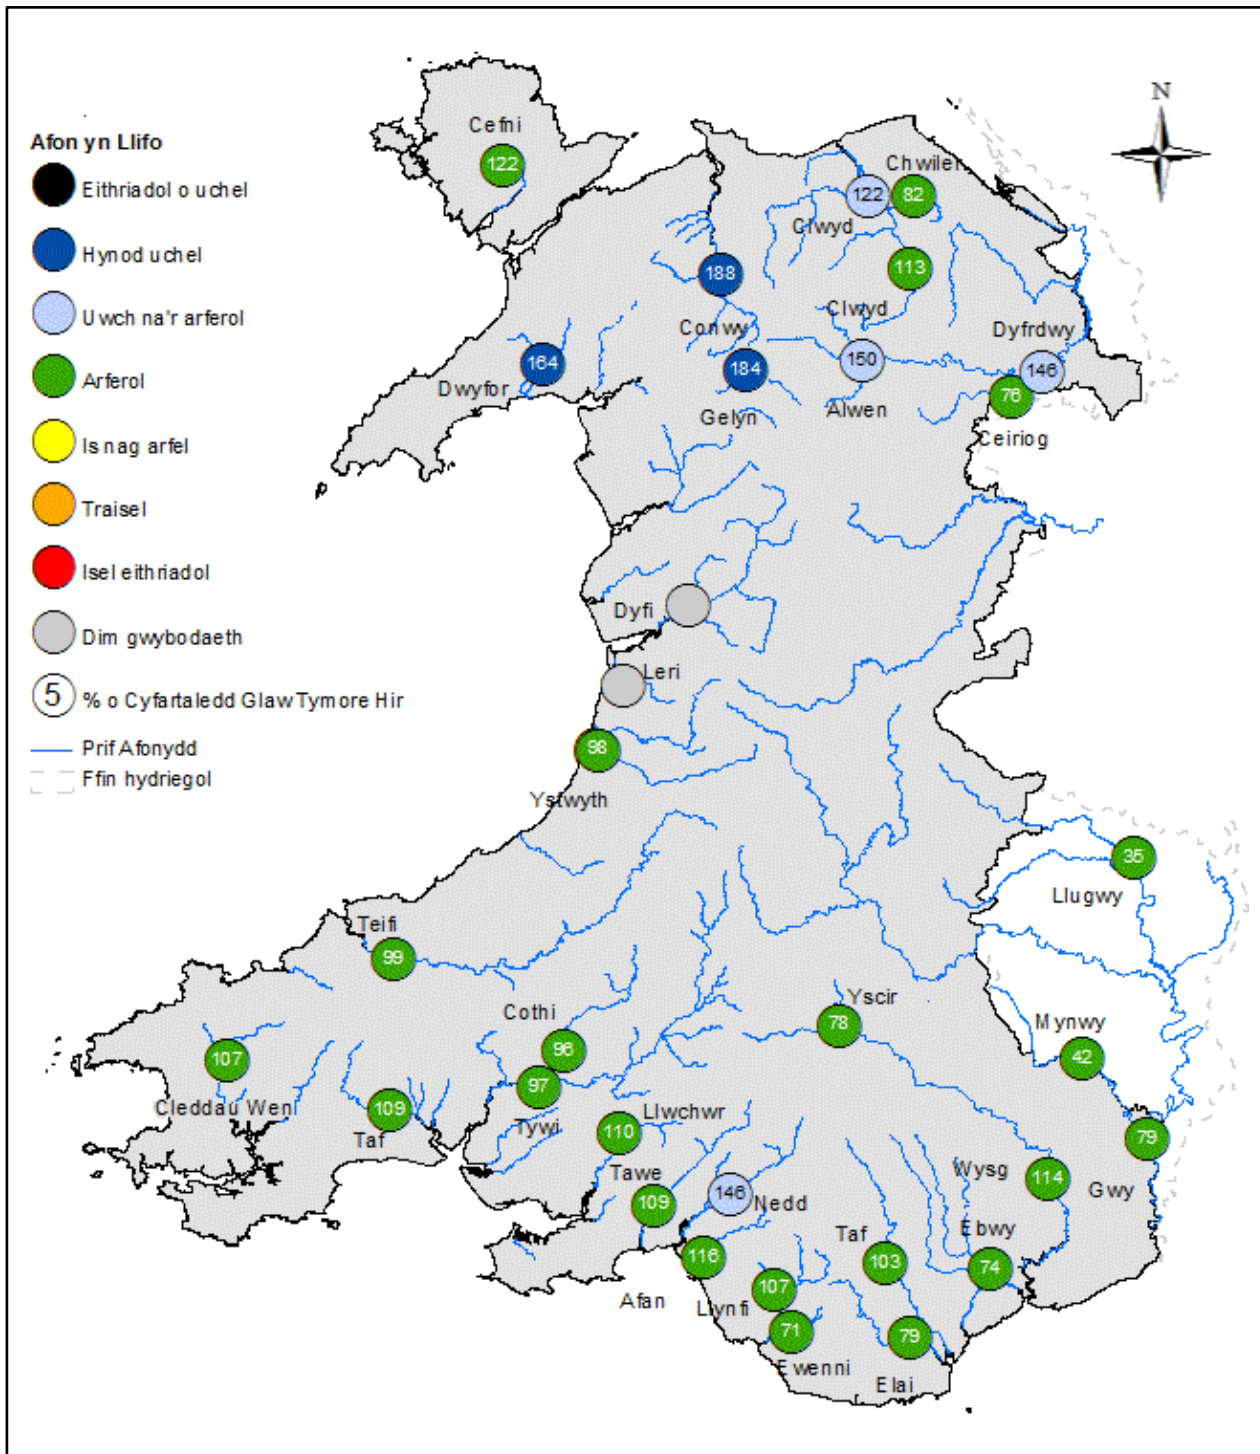 N
Afon yn Llifo
Eithriadol o uchel
Hynod uchel
Uwch na'r arferol
Arferol
Is nag arfel
Traisel
Isel eithriadol
Dim gwybodaeth
5 % o Cyfartaledd Glaw Tymore Hir
Prif Afonydd
Ffin hydriegol
Cefni
122
Chwiler
122
82
Clwyd
113
188
Clwyd
Conwy
Dyfrdwy
164
184
150
146
Dwyfor
76
Gelyn
Alwen
Ceiriog
Dyfi
Leri
98
Ystwyth
35
Llugwy
Teifi
99
Cothi
Yscir
78
Mynwy
96
42
107
97
Cleddau Wen
109
Taf
Tywi
Llwchwr
110
79
Tawe
Wysg
114
Gwy
109
146
Nedd
Ebwy
Taf
116
103
74
Afan
Llynfi
107
71
79
Ewenni
Elai